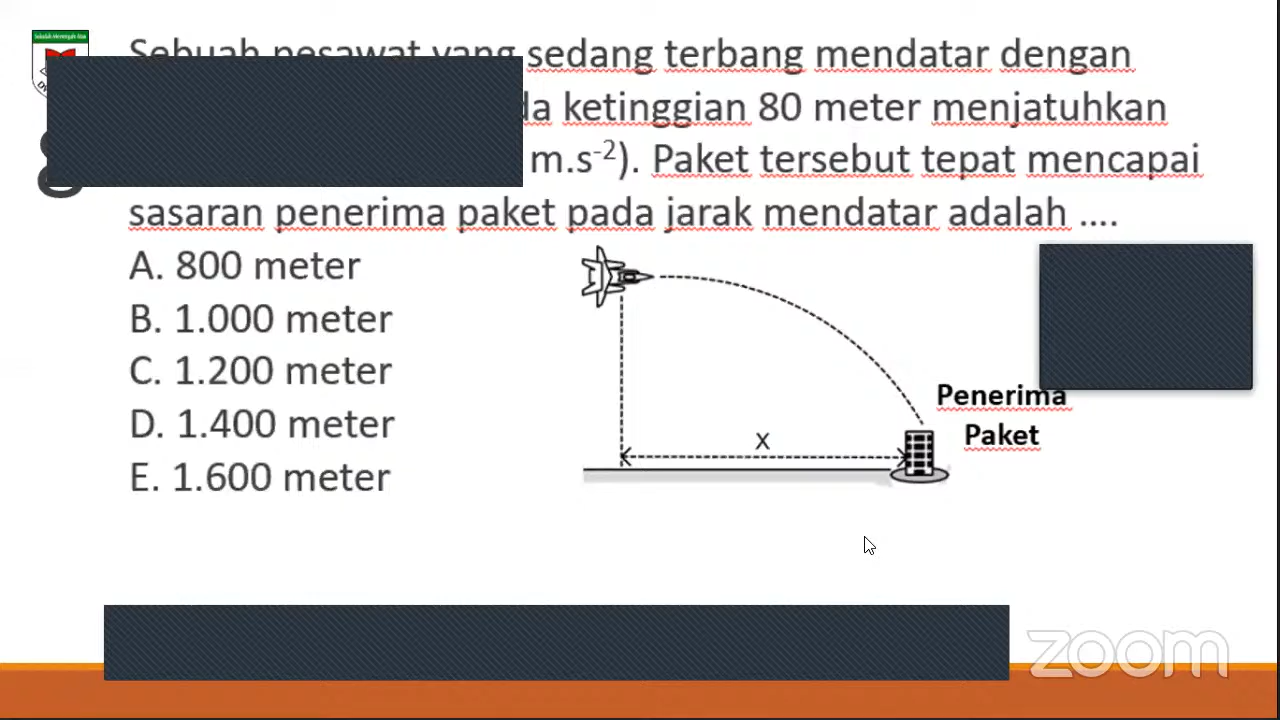 Sebuah pesawat yang sedang terbang mendatar dengan
ketinggian 80 meter menjatuhkan
m.s-2). Paket tersebut tepat mencapai
sasaran penerima paket pada jarak mendatar adalah ....
A. 800 meter
B. 1.000 meter
C. 1.200 meter
D. 1.400 meter
E. 1.600 meter
x
Penerima
Paket
zoom